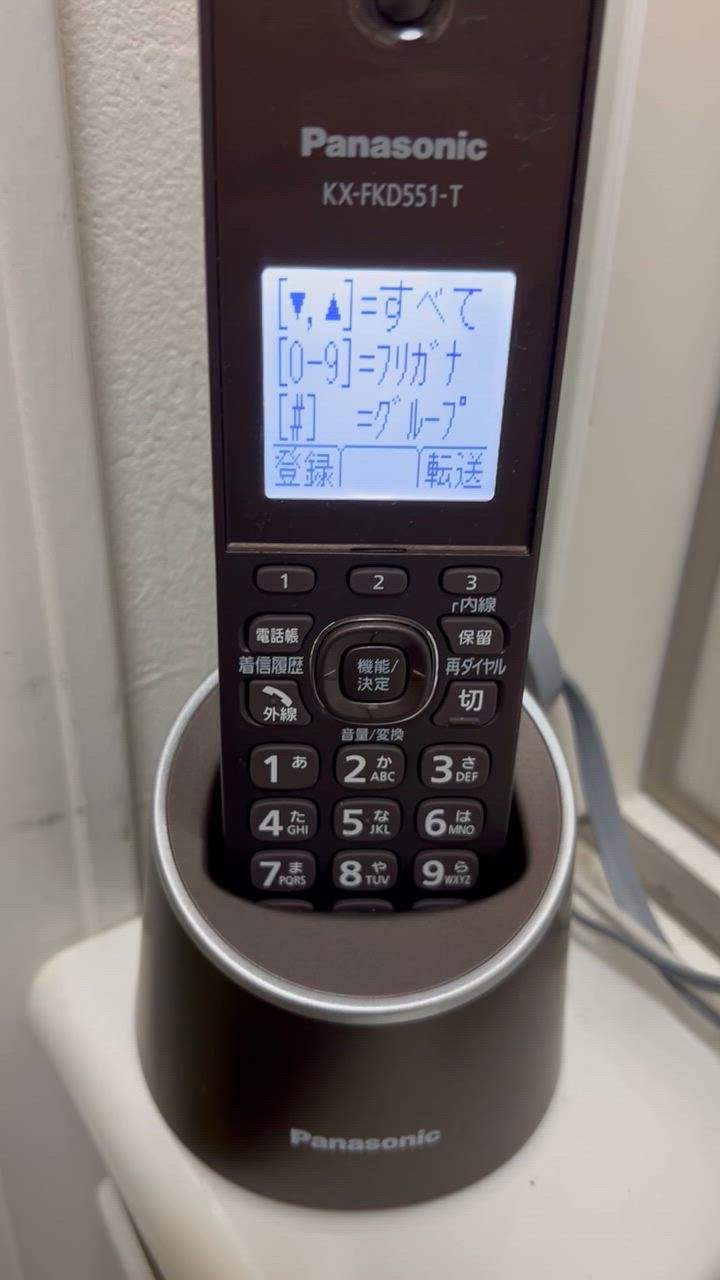 Panasonic
KX-FKD551-T
[▼,▲]=すべて
[0-9]=ﾌﾘｶﾞﾅ
[#] =ｸﾞﾙｰﾌﾟ
登録 転送
1 2 3
┌内線
電話帳 保留
着信履歴 機能/決定 再ダイヤル
外線 切
音量/変換
1 あ 2 か ABC 3 さ DEF
4 た GHI 5 な JKL 6 は MNO
7 ま PQRS 8 や TUV 9 ら WXYZ
Panasonic